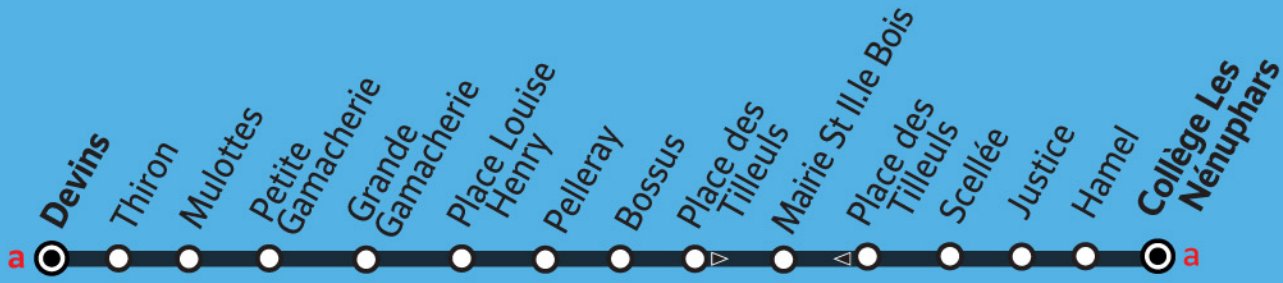 a
Devins
Thiron
Mulottes
Petite
Gamacherie
Grande
Gamacherie
Place Louise
Henry
Pelleray
Bossus
Place des
Tilleuls
Mairie St Il.le Bois
Place des
Tilleuls
Scellée
Justice
Hamel
Collège Les
Nénuphars
a